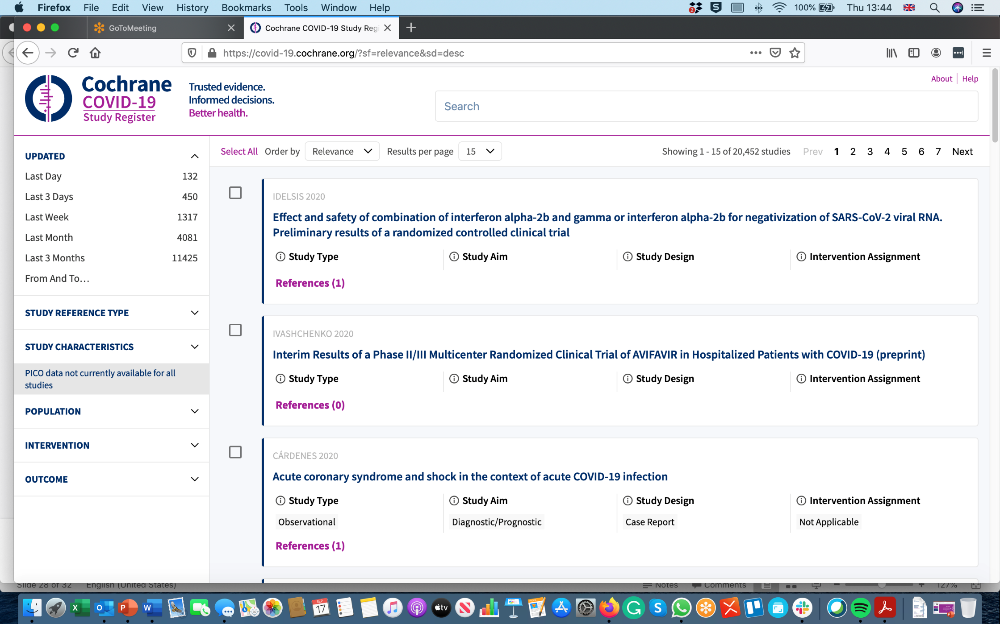 Firefox File Edit View History Bookmarks Tools Window Help 2 S 100% Thu 13:44
GoToMeeting Cochrane COVID-19 Study Regi
https://covid-19.cochrane.org/?sf=relevance&sd=desc
Cochrane
COVID-19
Study Register
Trusted evidence.
Informed decisions.
Better health.
Search
About Help
UPDATED
Last Day 132
Last 3 Days 450
Last Week 1317
Last Month 4081
Last 3 Months 11425
From And To...
STUDY REFERENCE TYPE
STUDY CHARACTERISTICS
PICO data not currently available for all
studies
POPULATION
INTERVENTION
OUTCOME
Select All Order by Relevance Results per page 15 Showing 1 - 15 of 20,452 studies Prev 1 2 3 4 5 6 7 Next
IDELSIS 2020
Effect and safety of combination of interferon alpha-2b and gamma or interferon alpha-2b for negativization of SARS-CoV-2 viral RNA.
Preliminary results of a randomized controlled clinical trial
Study Type Study Aim Study Design Intervention Assignment
References (1)
IVASHCHENKO 2020
Interim Results of a Phase II/III Multicenter Randomized Clinical Trial of AVIFAVIR in Hospitalized Patients with COVID-19 (preprint)
Study Type Study Aim Study Design Intervention Assignment
References (0)
CÁRDENES 2020
Acute coronary syndrome and shock in the context of acute COVID-19 infection
Study Type Study Aim Study Design Intervention Assignment
Observational Diagnostic/Prognostic Case Report Not Applicable
References (1)
Slide 28 of 32 English (United States) Notes Comments 127%
X O P W SEP 17 tv G S